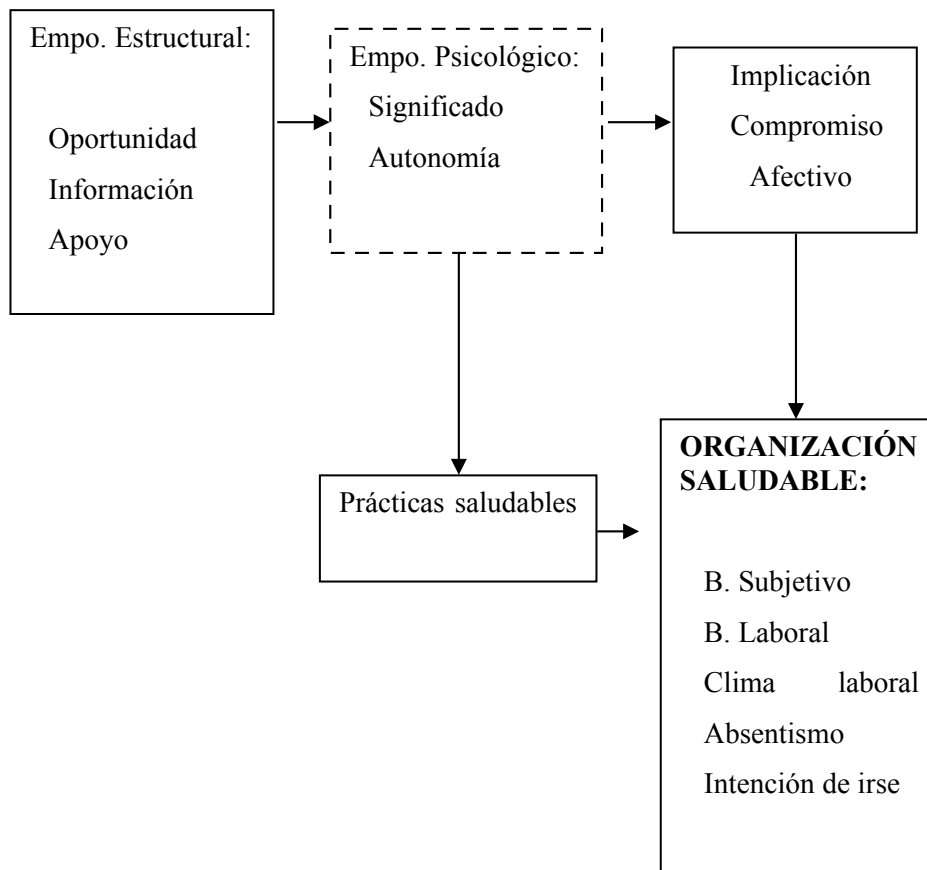 Empo. Estructural:
Oportunidad
Información
Apoyo
Empo. Psicológico:
Significado
Autonomía
Implicación
Compromiso
Afectivo
Prácticas saludables
ORGANIZACIÓN
SALUDABLE:
B. Subjetivo
B. Laboral
Clima laboral
Absentismo
Intención de irse